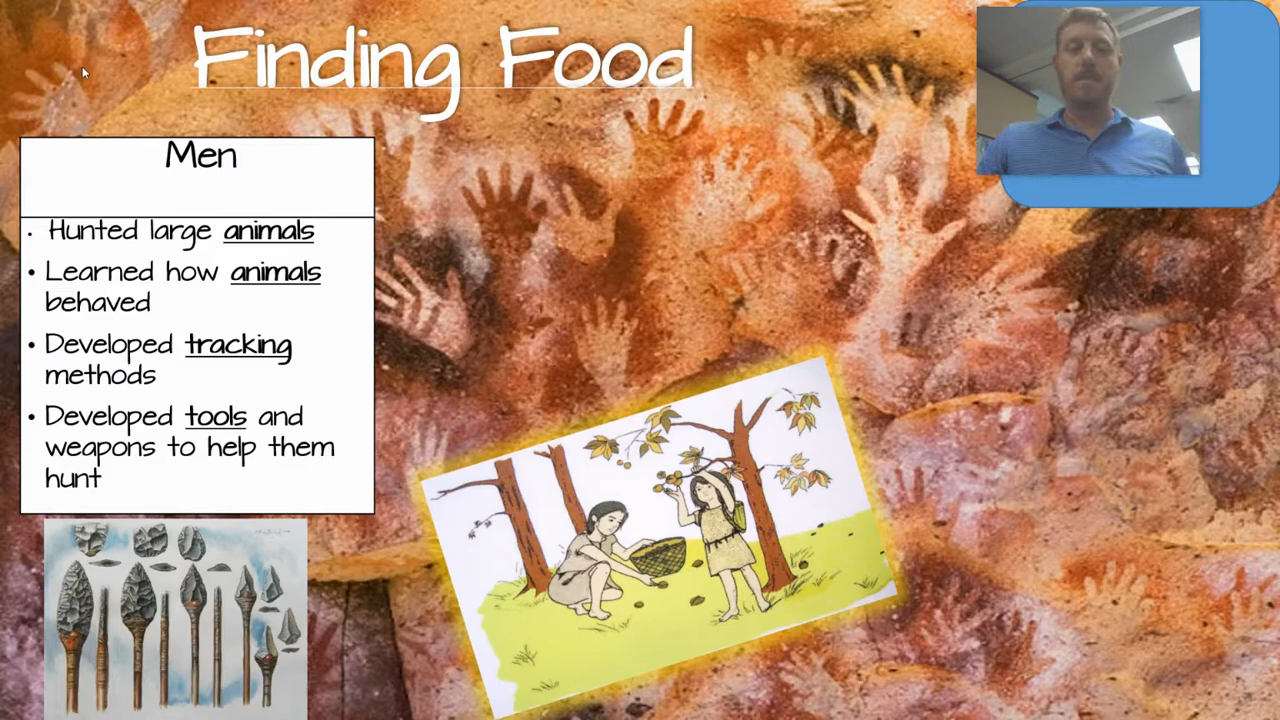 Finding Food
Men
• Hunted large animals
• Learned how animals
behaved
• Developed tracking
methods
• Developed tools and
weapons to help them
hunt